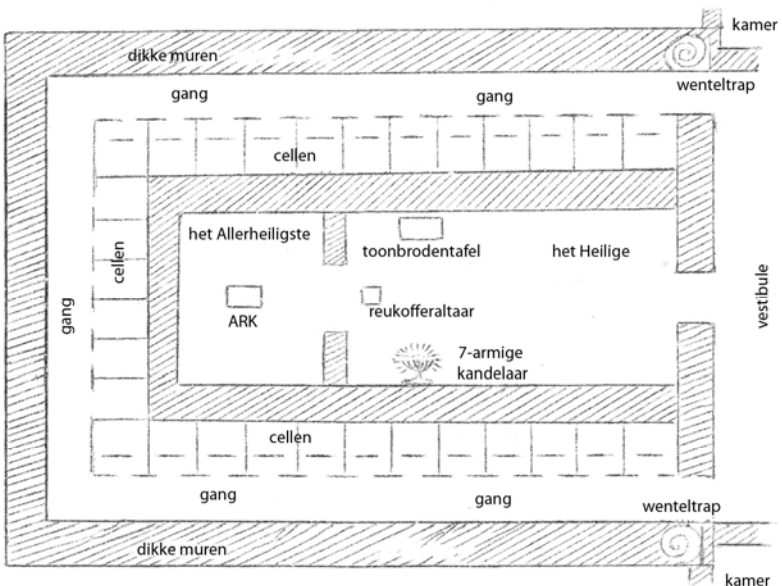 kamer
dikke muren
wenteltrap
gang
gang
cellen
het Allerheiligste
toonbrodentafel
het Heilige
cellen
gang
vestibule
ARK
reukofferaltaar
7-armige
kandelaar
cellen
gang
gang
wenteltrap
dikke muren
kamer